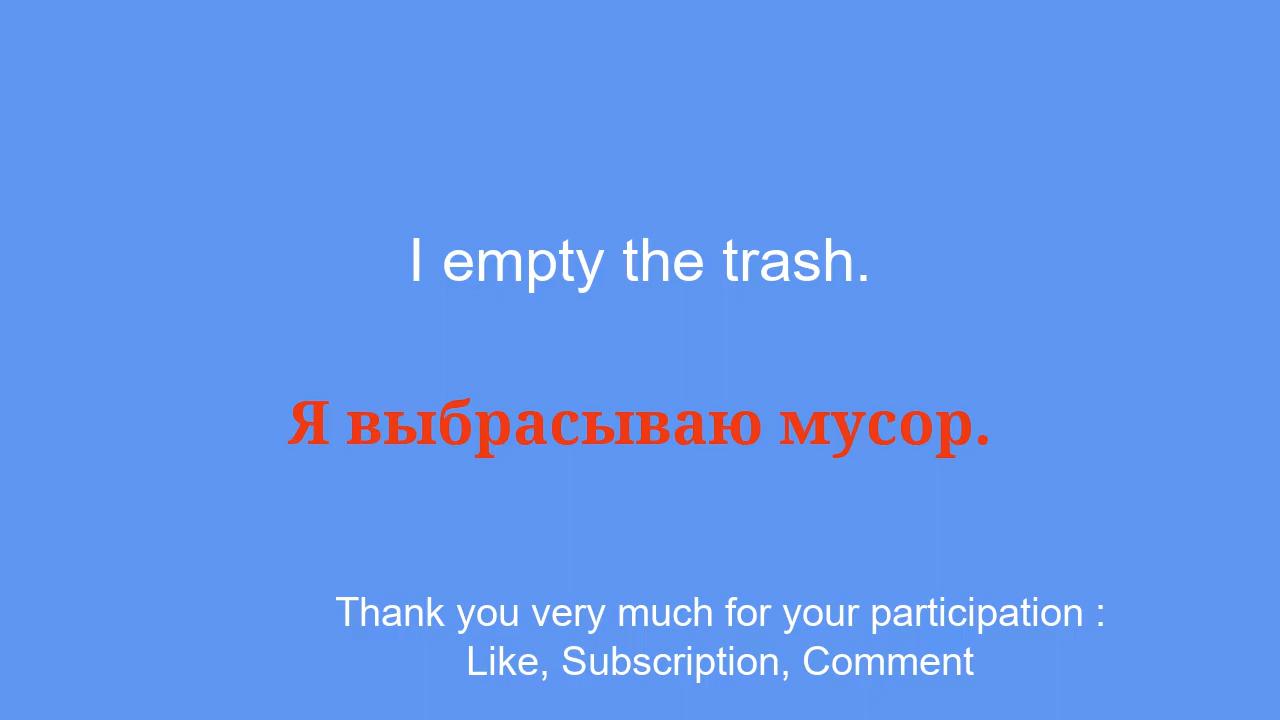 I empty the trash.
Я выбрасываю мусор.
Thank you very much for your participation :
Like, Subscription, Comment